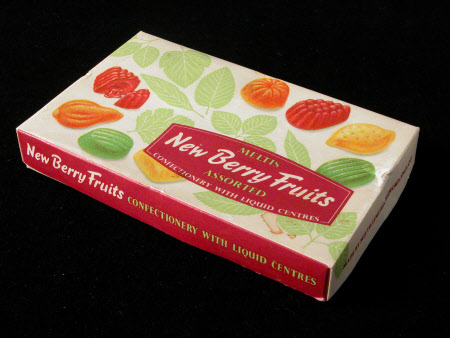 MELTIS
New Berry Fruits
ASSORTED
CONFECTIONERY WITH LIQUID CENTRES
New Berry Fruits CONFECTIONERY WITH LIQUID CENTRES